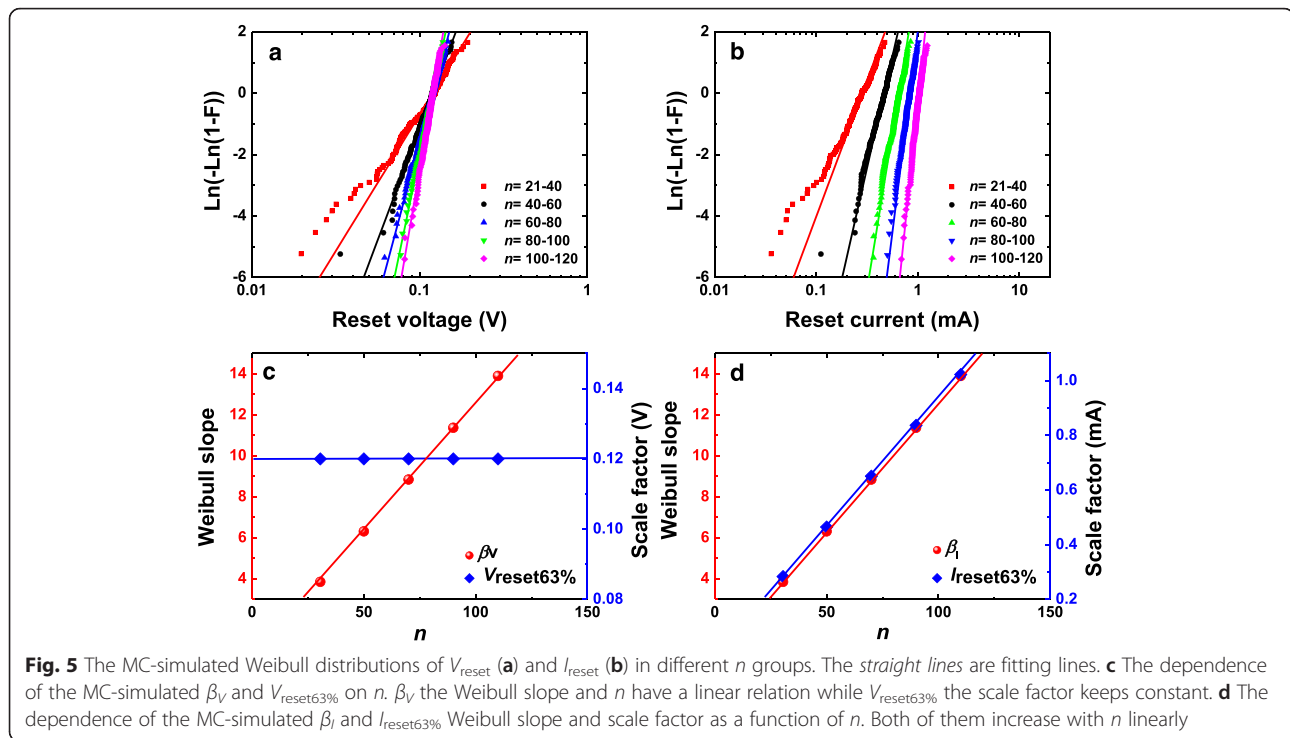 a
Ln(-Ln(1-F))
2
0
-2
-4
-6
0.01
0.1
1
Reset voltage (V)
n= 21-40
n= 40-60
n= 60-80
n= 80-100
n= 100-120
b
Ln(-Ln(1-F))
2
0
-2
-4
-6
0.01
0.1
1
10
Reset current (mA)
n= 21-40
n= 40-60
n= 60-80
n= 80-100
n= 100-120
c
Weibull slope
14
12
10
8
6
4
0
50
100
150
n
0.14
0.12
0.10
0.08
Scale factor (V)
βV
Vreset63%
d
Weibull slope
14
12
10
8
6
4
0
50
100
150
n
1.0
0.8
0.6
0.4
0.2
Scale factor (mA)
βI
Ireset63%
Fig. 5 The MC-simulated Weibull distributions of Vreset (a) and Ireset (b) in different n groups. The straight lines are fitting lines. c The dependence
of the MC-simulated βV and Vreset63% on n. βV the Weibull slope and n have a linear relation while Vreset63% the scale factor keeps constant. d The
dependence of the MC-simulated βI and Ireset63% Weibull slope and scale factor as a function of n. Both of them increase with n linearly